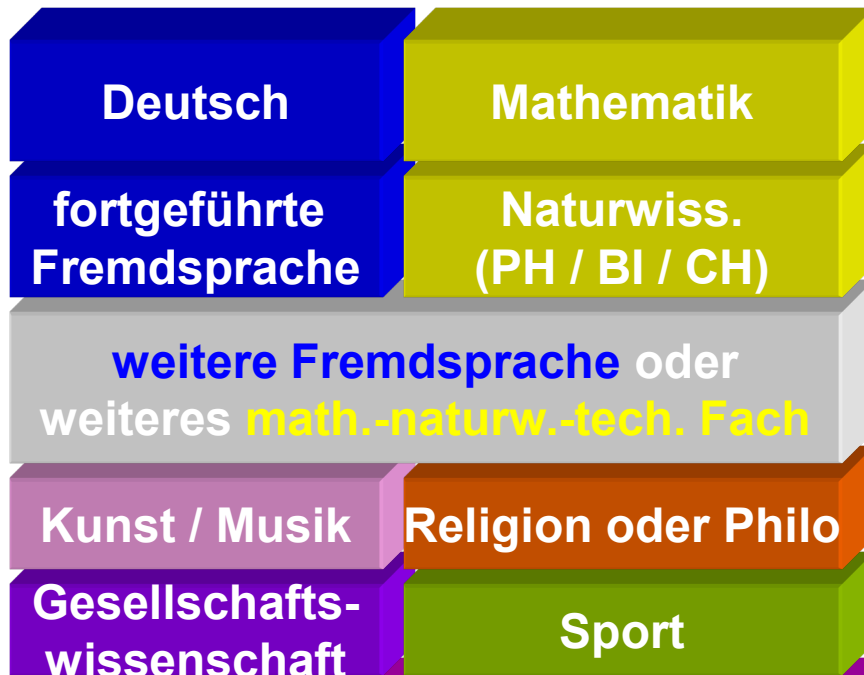 Deutsch
Mathematik
fortgeführte
Fremdsprache
Naturwiss.
(PH / BI / CH)
weitere Fremdsprache oder
weiteres math.-naturw.-tech. Fach
Kunst / Musik
Religion oder Philo
Gesellschafts-
wissenschaft
Sport